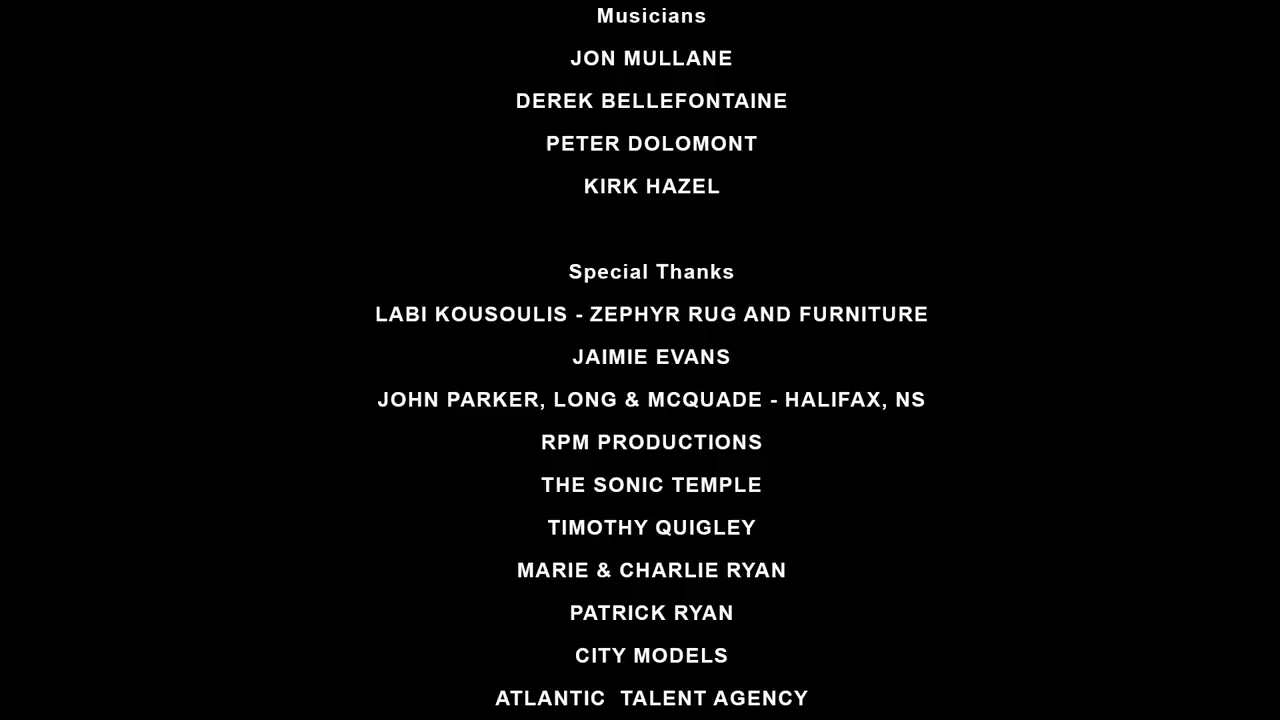 Musicians
JON MULLANE
DEREK BELLEFONTAINE
PETER DOLOMONT
KIRK HAZEL
Special Thanks
LABI KOUSOULIS - ZEPHYR RUG AND FURNITURE
JAIMIE EVANS
JOHN PARKER, LONG & MCQUADE - HALIFAX, NS
RPM PRODUCTIONS
THE SONIC TEMPLE
TIMOTHY QUIGLEY
MARIE & CHARLIE RYAN
PATRICK RYAN
CITY MODELS
ATLANTIC  TALENT AGENCY